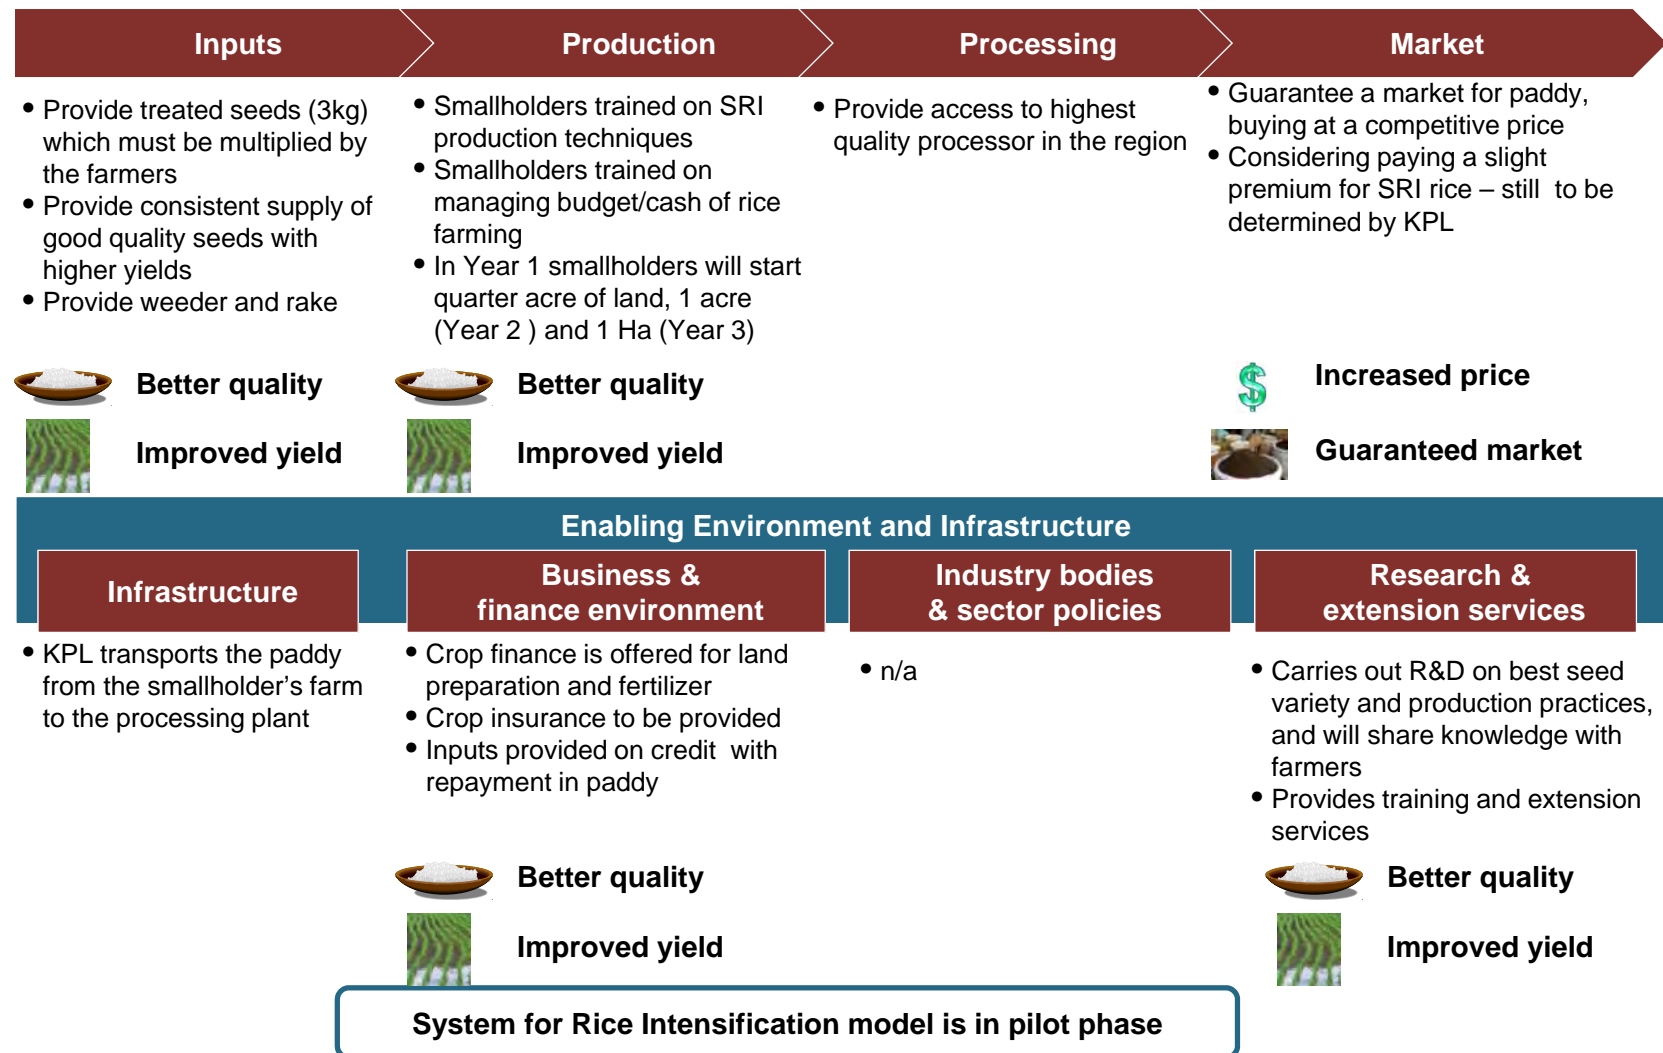 Inputs
Production
Processing
Market
• Provide treated seeds (3kg)
which must be multiplied by
the farmers
• Provide consistent supply of
good quality seeds with
higher yields
• Provide weeder and rake
• Smallholders trained on SRI
production techniques
• Smallholders trained on
managing budget/cash of rice
farming
• In Year 1 smallholders will start
quarter acre of land, 1 acre
(Year 2 ) and 1 Ha (Year 3)
• Provide access to highest
quality processor in the region
• Guarantee a market for paddy,
buying at a competitive price
• Considering paying a slight
premium for SRI rice – still to be
determined by KPL
Better quality
Improved yield
Better quality
Improved yield
$
Increased price
Guaranteed market
Enabling Environment and Infrastructure
Infrastructure
Business &
finance environment
Industry bodies
& sector policies
Research &
extension services
• KPL transports the paddy
from the smallholder's farm
to the processing plant
• Crop finance is offered for land
preparation and fertilizer
• Crop insurance to be provided
• Inputs provided on credit with
repayment in paddy
• n/a
• Carries out R&D on best seed
variety and production practices,
and will share knowledge with
farmers
• Provides training and extension
services
Better quality
Improved yield
Better quality
Improved yield
System for Rice Intensification model is in pilot phase